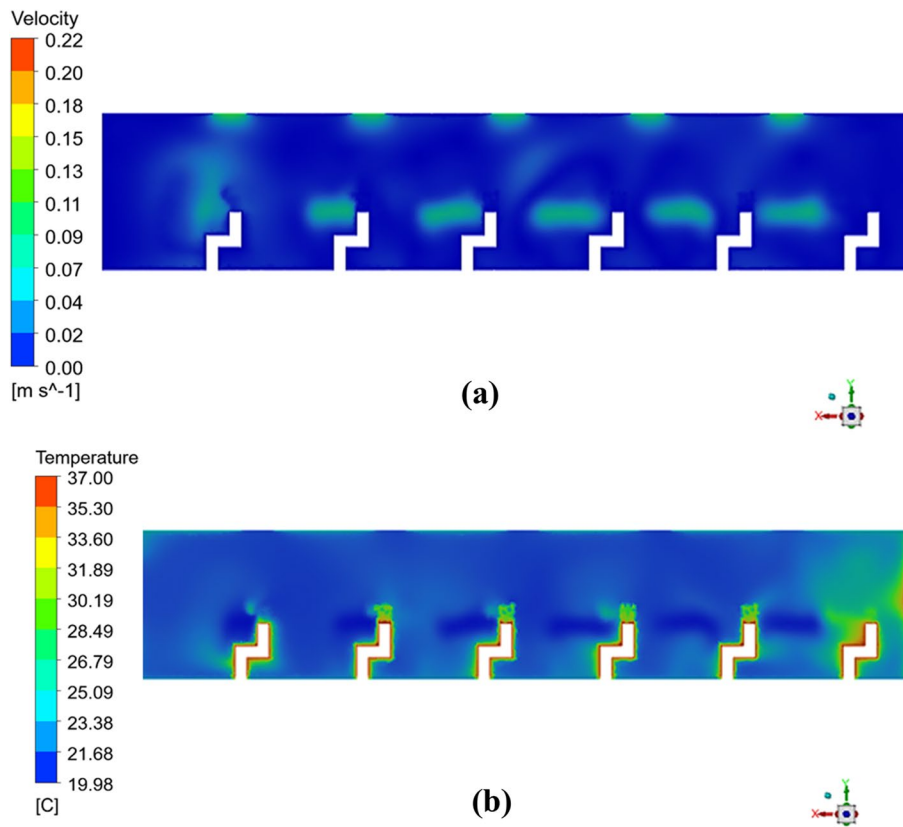 Velocity
0.22
0.20
0.18
0.15
0.13
0.11
0.09
0.07
0.04
0.02
0.00
[m s^-1]
(a)
Y
X
Temperature
37.00
35.30
33.60
31.89
30.19
28.49
26.79
25.09
23.38
21.68
19.98
[C]
(b)
Y
X